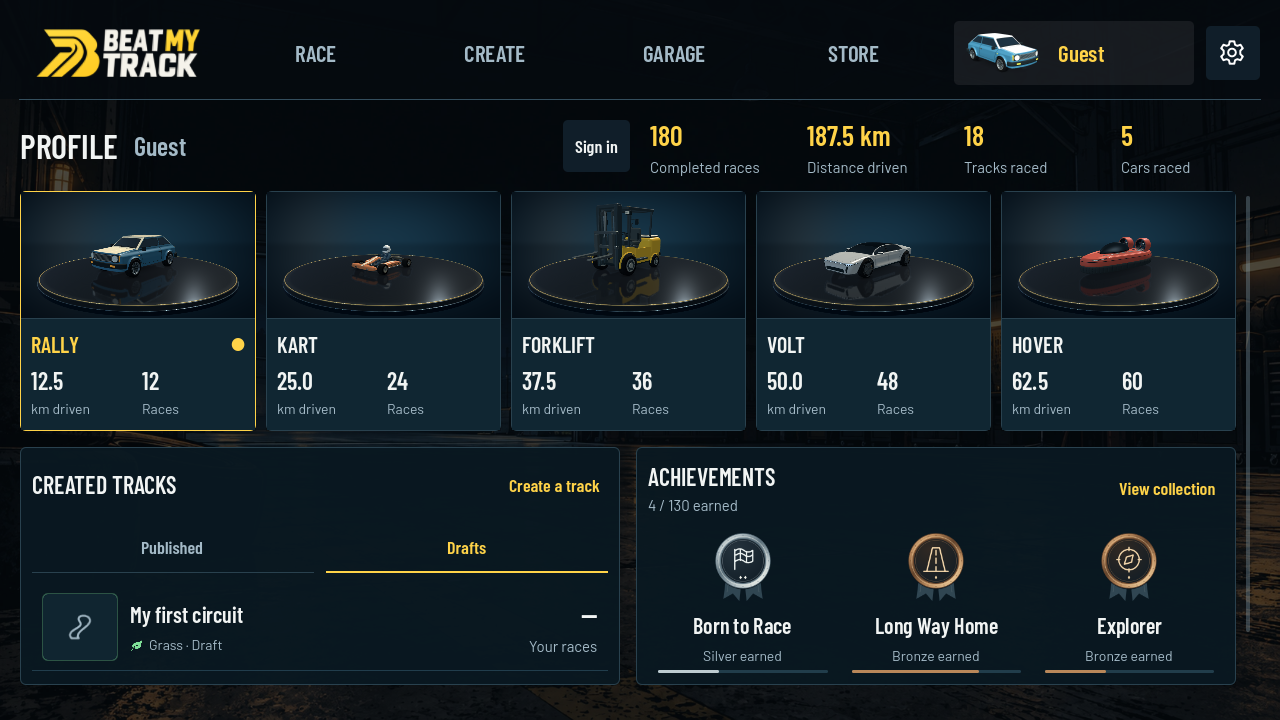 BEATMY
TRACK
RACE
CREATE
GARAGE
STORE
Guest
PROFILE Guest
Sign in
180
Completed races
187.5 km
Distance driven
18
Tracks raced
5
Cars raced
RALLY
12.5
km driven
12
Races
KART
25.0
km driven
24
Races
FORKLIFT
37.5
km driven
36
Races
VOLT
50.0
km driven
48
Races
HOVER
62.5
km driven
60
Races
CREATED TRACKS
Create a track
Published
Drafts
My first circuit
Grass · Draft
—
Your races
ACHIEVEMENTS
4 / 130 earned
View collection
Born to Race
Silver earned
Long Way Home
Bronze earned
Explorer
Bronze earned